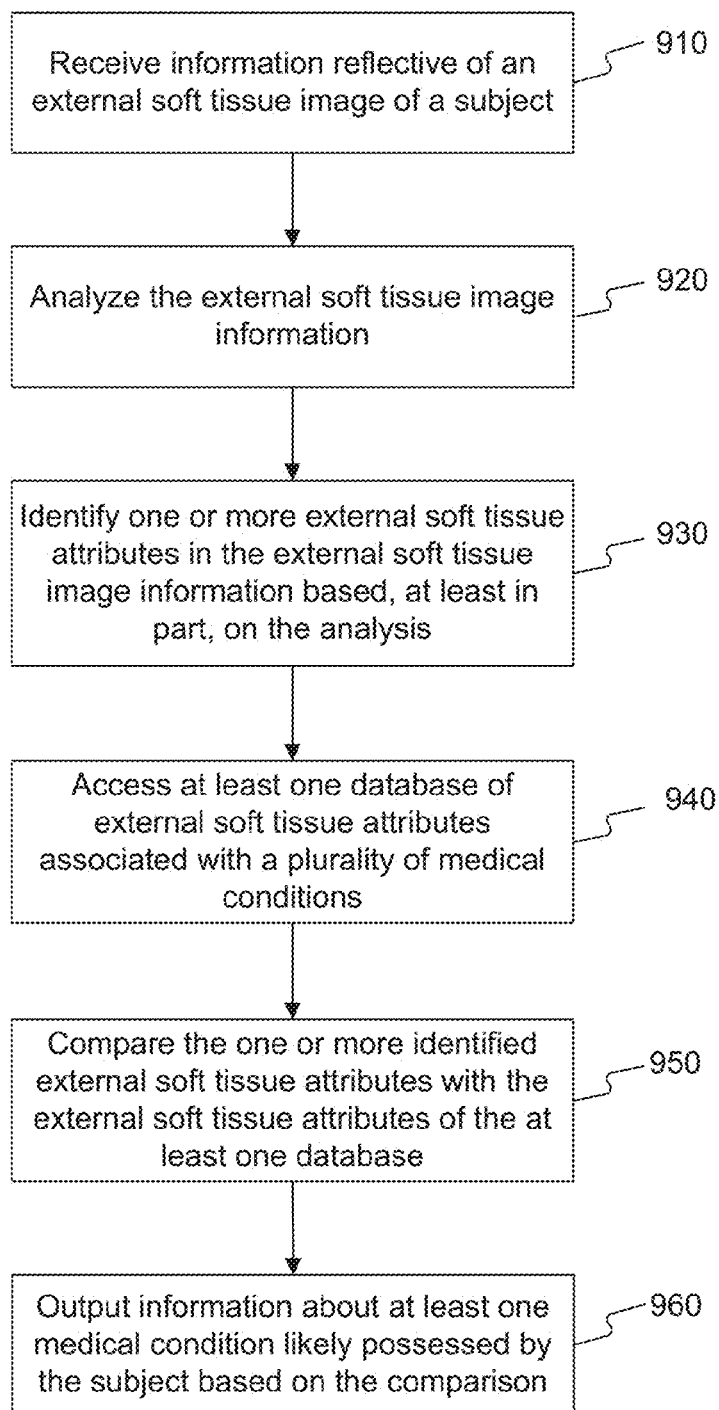 Receive information reflective of an
external soft tissue image of a subject
910
Analyze the external soft tissue image
information
920
Identify one or more external soft tissue
attributes in the external soft tissue
image information based, at least in
part, on the analysis
930
Access at least one database of
external soft tissue attributes
associated with a plurality of medical
conditions
940
Compare the one or more identified
external soft tissue attributes with the
external soft tissue attributes of the at
least one database
950
Output information about at least one
medical condition likely possessed by
the subject based on the comparison
960